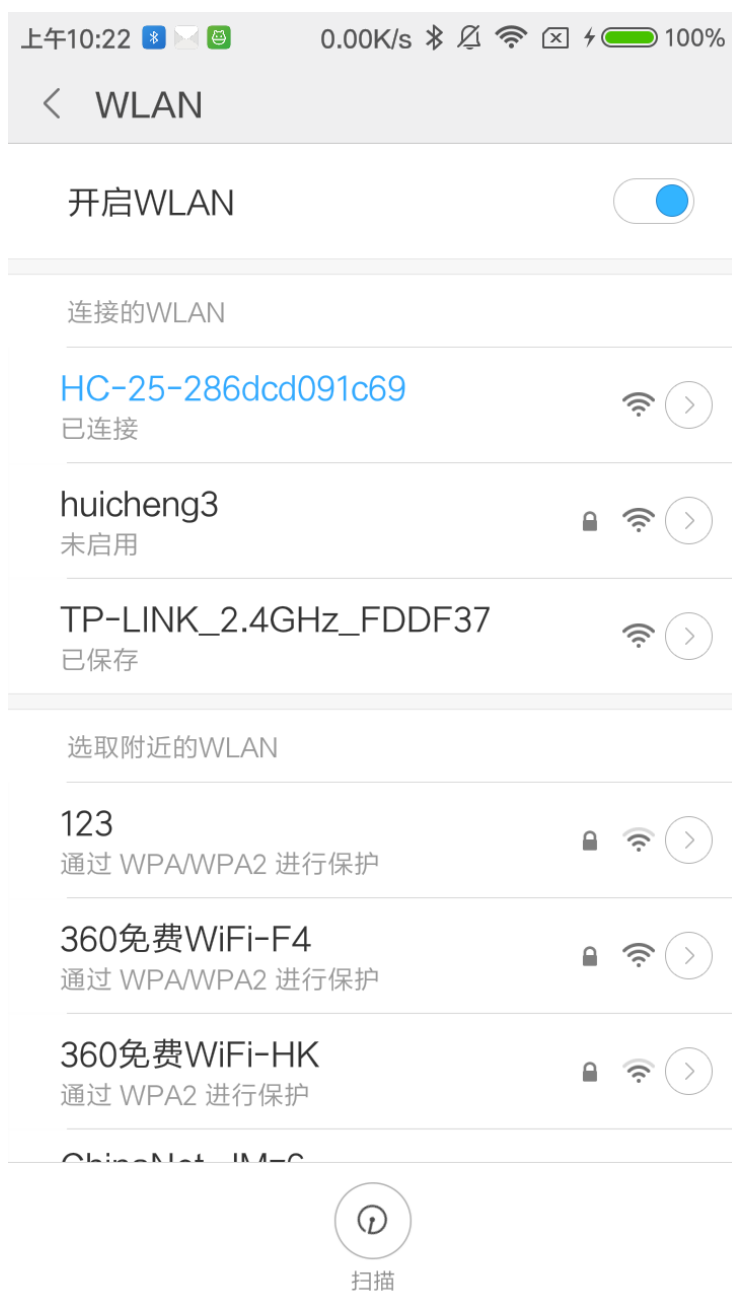 上午10:22 0.00K/s 100%
WLAN
开启WLAN
连接的WLAN
HC-25-286dcd091c69
已连接
huicheng3
未启用
TP-LINK_2.4GHz_FDDF37
已保存
选取附近的WLAN
123
通过 WPA/WPA2 进行保护
360免费WiFi-F4
通过 WPA/WPA2 进行保护
360免费WiFi-HK
通过 WPA2 进行保护
扫描